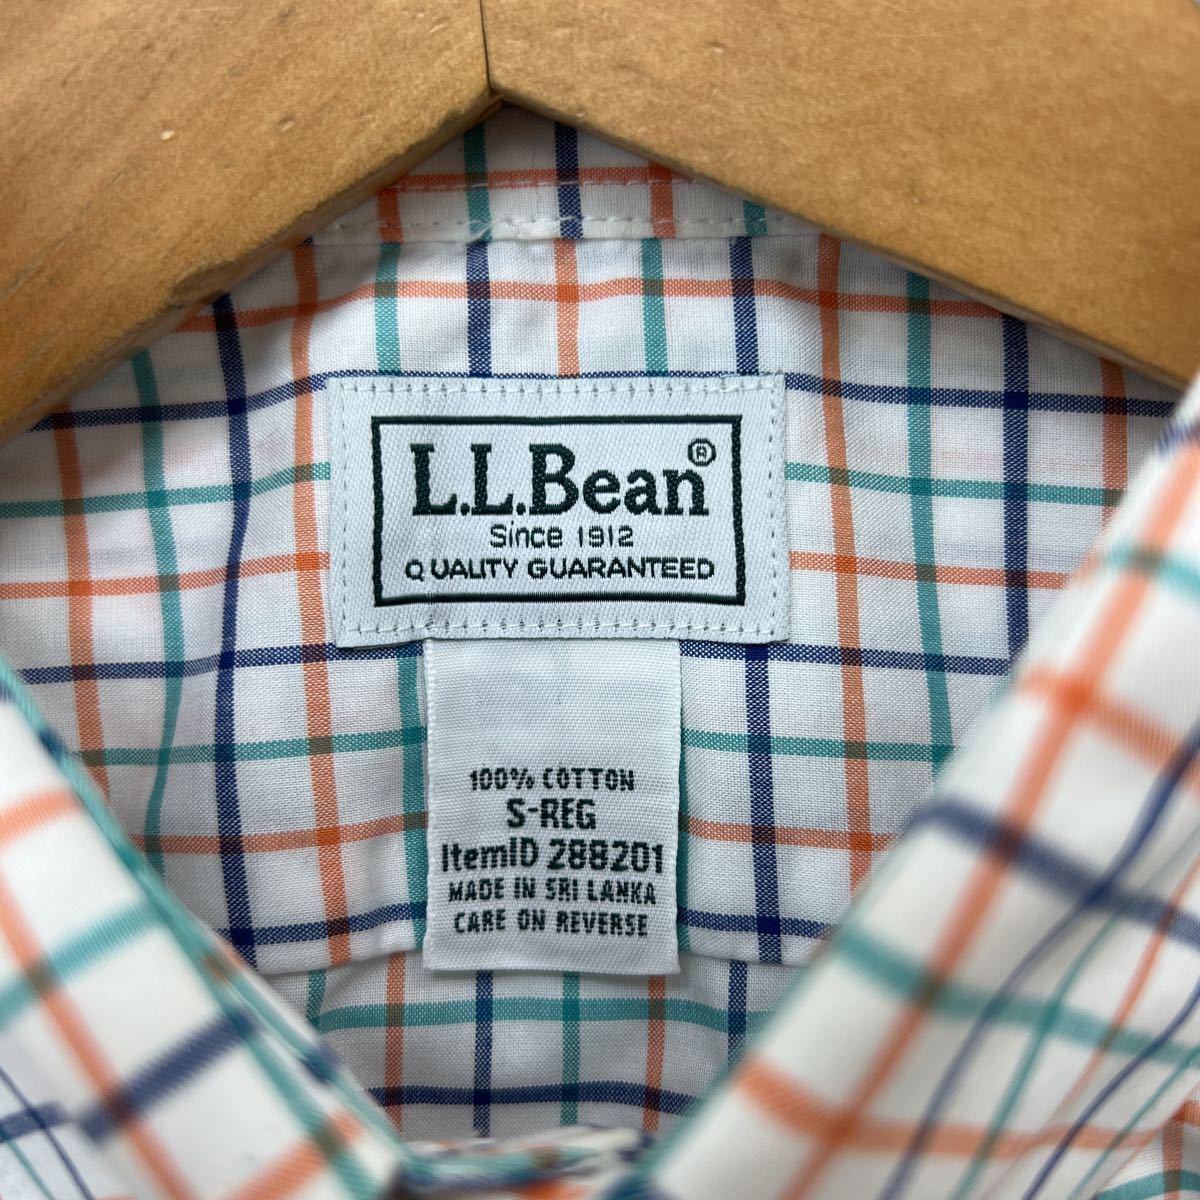 L.L.Bean®
Since 1912
QUALITY GUARANTEED
100% COTTON
S-REG
ItemID 288201
MADE IN SRI LANKA
CARE ON REVERSE